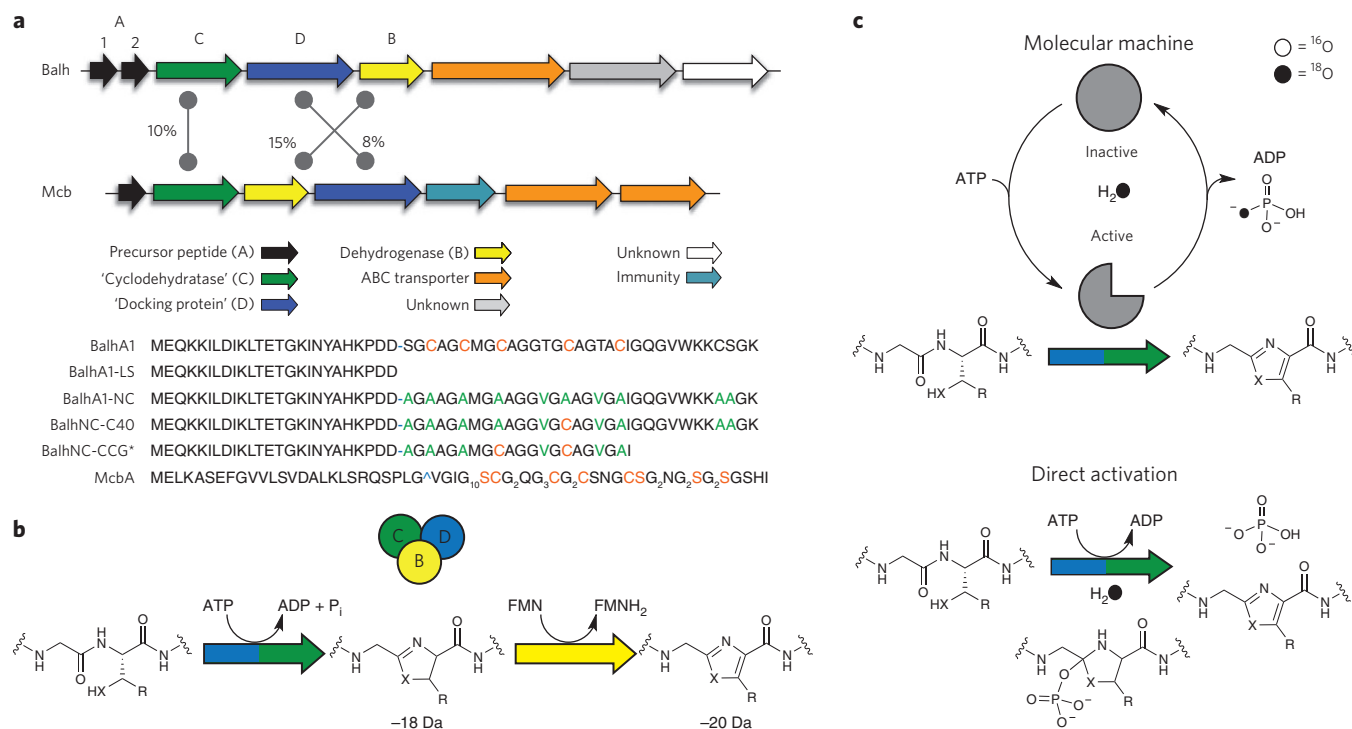 a
A
1 2 C D B
Balh
10% 15% 8%
Mcb
Precursor peptide (A) Dehydrogenase (B) Unknown
'Cyclodehydratase' (C) ABC transporter Immunity
'Docking protein' (D) Unknown
BalhA1 MEQKKILDIKLTETGKINYAHKPDD-SGCAGCMGCAGGTGCAGTACIGQGVWKKCSGK
BalhA1-LS MEQKKILDIKLTETGKINYAHKPDD
BalhA1-NC MEQKKILDIKLTETGKINYAHKPDD-AGAAGAMGAAGGVGAAGVGAIGQGVWKKAAGK
BalhNC-C40 MEQKKILDIKLTETGKINYAHKPDD-AGAAGAMGAAGGVGCAGVGAIGQGVWKKAAGK
BalhNC-CCG* MEQKKILDIKLTETGKINYAHKPDD-AGAAGAMGCAGGVGCAGVGAI
McbA MELKASEFGVVLSVDALKLSRQSPLG^VGIG₁₀SCG₂QG₃CG₂CSNGCSG₂NG₂SG₂SGSHI
b
C D
B
ATP ADP + Pi FMN FMNH₂
N H O H N O N H HX R
N H N O N H X R
N H N O N H X R
–18 Da –20 Da
c
Molecular machine
= ¹⁶O
= ¹⁸O
Inactive
ATP H₂ ADP
O – P OH O–
Active
N H O H N O N H HX R
N H N O N H X R
Direct activation
ATP ADP
H₂
O –O P OH O–
N H O H N O N H HX R
N H N O N H X R
N H H N O N H O X R
O=P O– O–